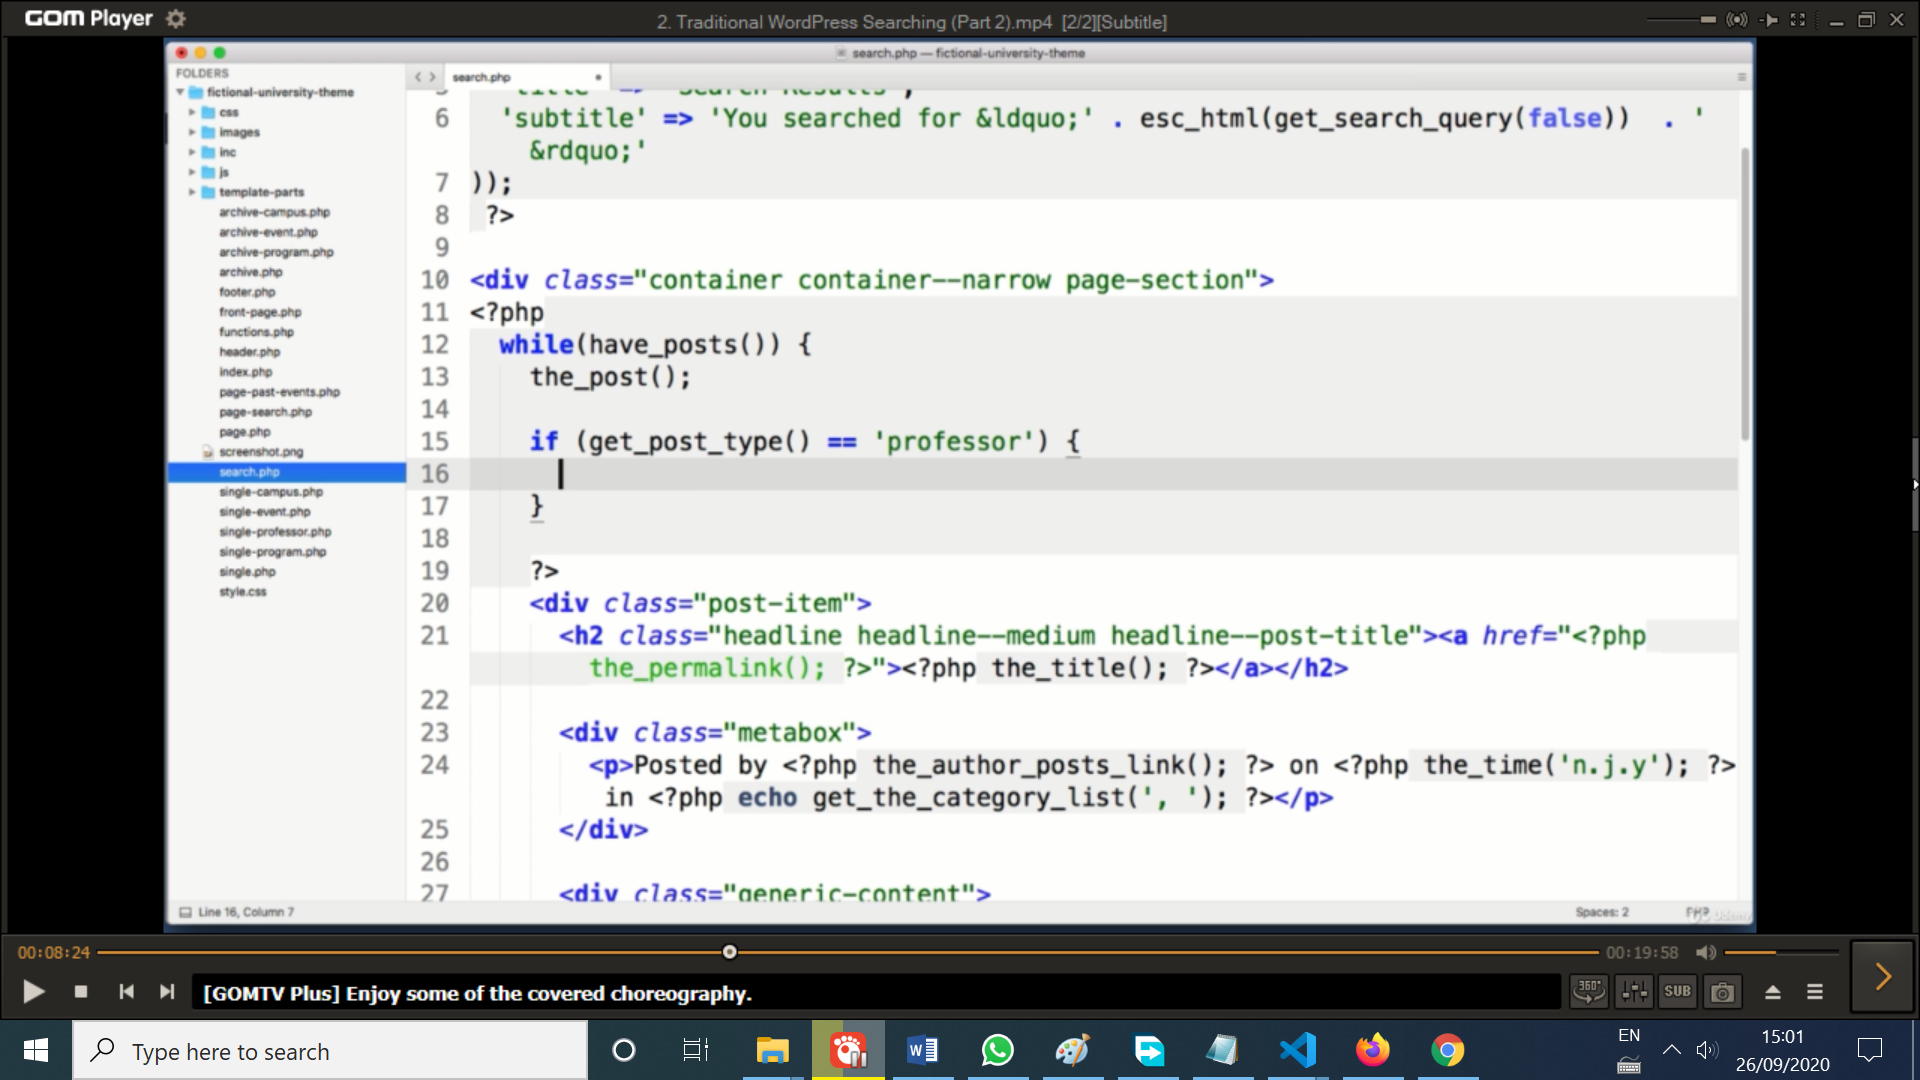 GOM Player
2. Traditional WordPress Searching (Part 2).mp4 [2/2][Subtitle]
search.php — fictional-university-theme
FOLDERS
fictional-university-theme
css
images
inc
js
template-parts
archive-campus.php
archive-event.php
archive-program.php
archive.php
footer.php
front-page.php
functions.php
header.php
index.php
page-past-events.php
page-search.php
page.php
screenshot.png
search.php
single-campus.php
single-event.php
single-professor.php
single-program.php
single.php
style.css
search.php
5 'title' => 'Search Results',
6 'subtitle' => 'You searched for &ldquo;' . esc_html(get_search_query(false)) . '
&rdquo;'
7 ));
8 ?>
9
10 <div class="container container--narrow page-section">
11 <?php
12 while(have_posts()) {
13 the_post();
14
15 if (get_post_type() == 'professor') {
16
17 }
18
19 ?>
20 <div class="post-item">
21 <h2 class="headline headline--medium headline--post-title"><a href="<?php
the_permalink(); ?>"><?php the_title(); ?></a></h2>
22
23 <div class="metabox">
24 <p>Posted by <?php the_author_posts_link(); ?> on <?php the_time('n.j.y'); ?>
in <?php echo get_the_category_list(', '); ?></p>
25 </div>
26
27 <div class="generic-content">
Line 16, Column 7
Spaces: 2
PHP
Udemy
00:08:24
00:19:58
[GOMTV Plus] Enjoy some of the covered choreography.
360°
SUB
Type here to search
EN
15:01
26/09/2020